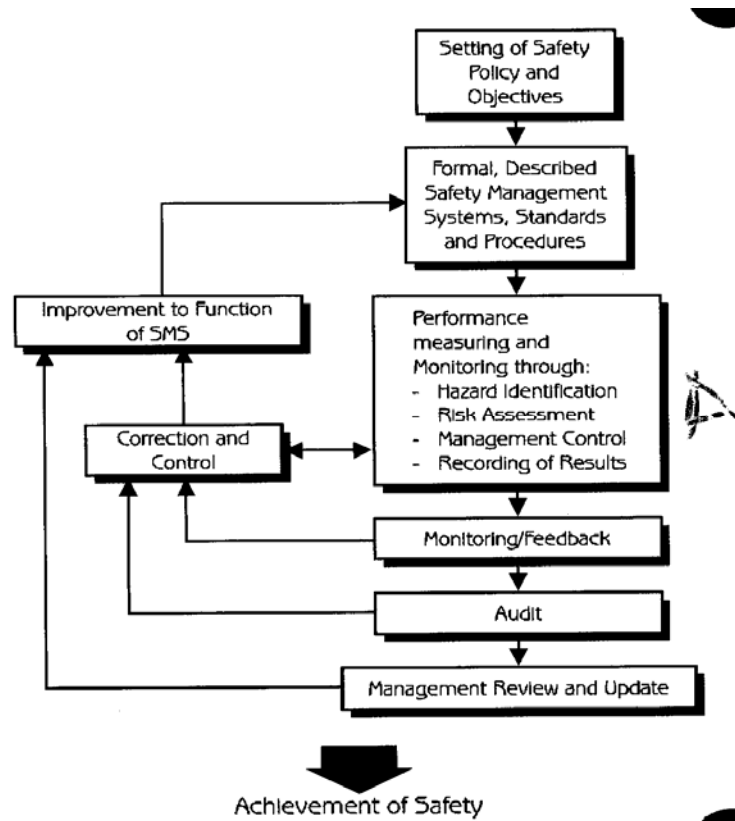 Setting of Safety
Policy and
Objectives
Formal, Described
Safety Management
Systems, Standards
and Procedures
Improvement to Function
of SMS
Performance
measuring and
Monitoring through:
- Hazard Identification
- Risk Assessment
- Management Control
- Recording of Results
Correction and
Control
Monitoring/Feedback
Audit
Management Review and Update
Achievement of Safety